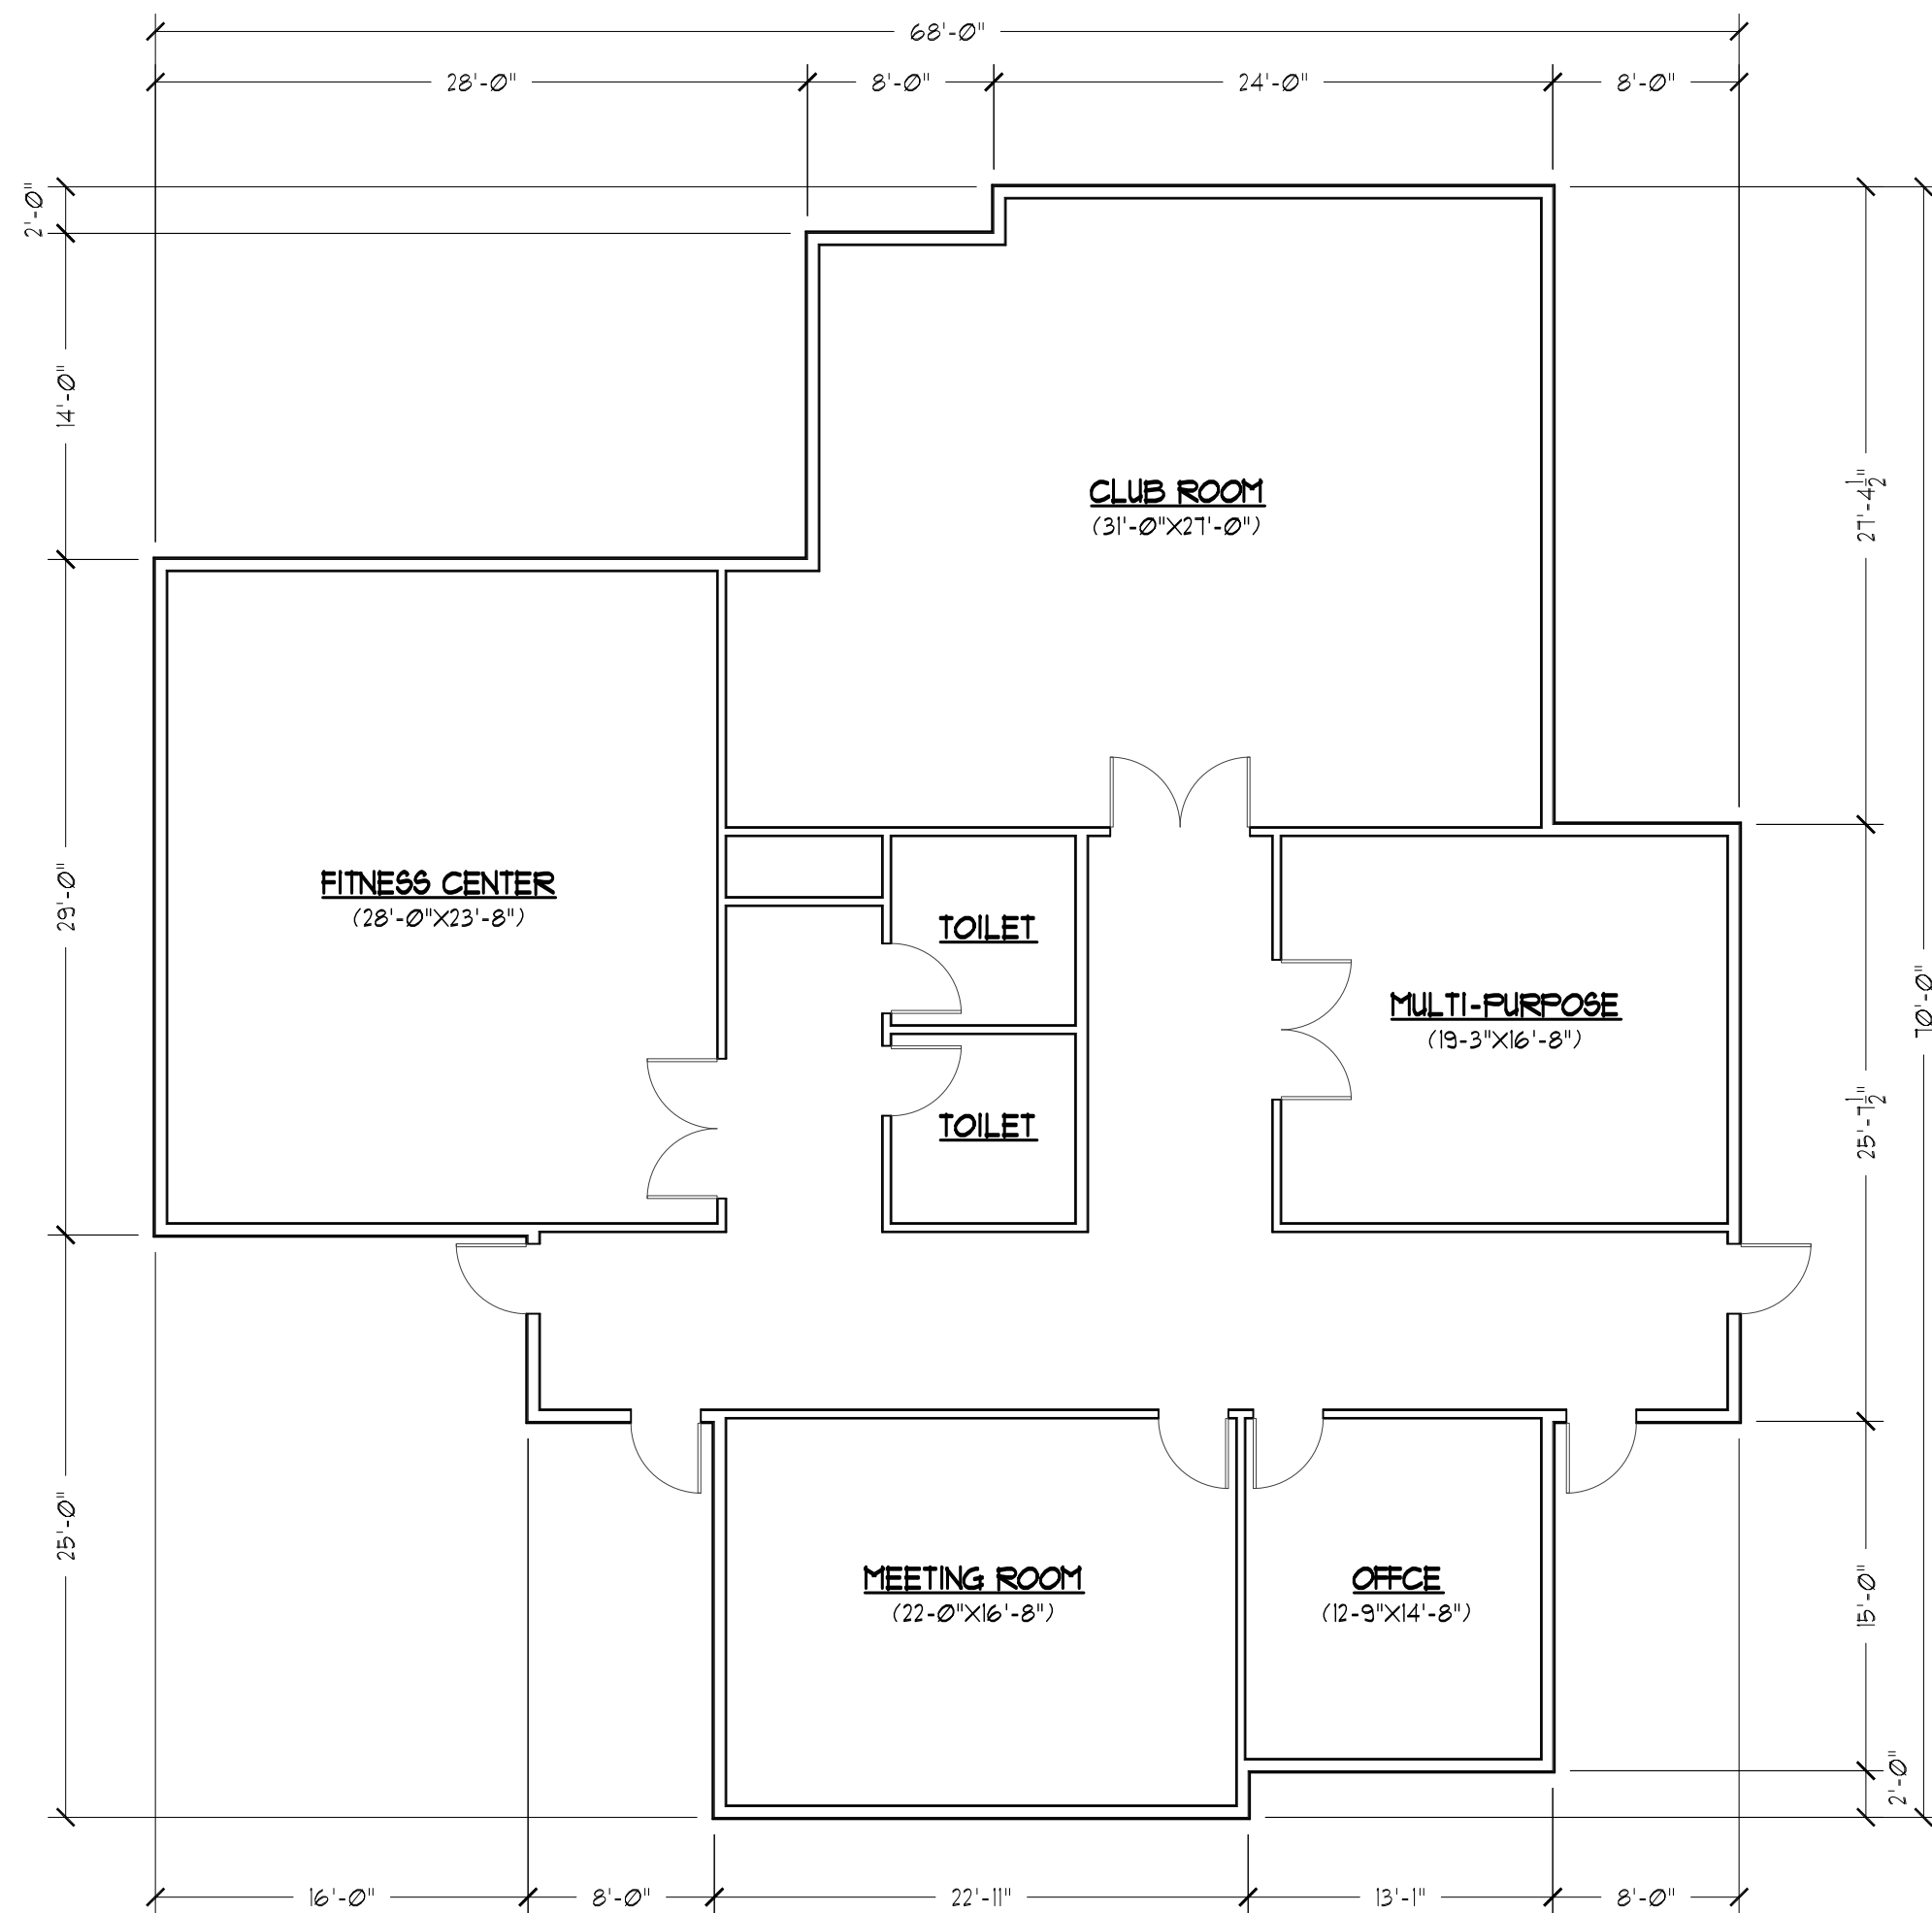 68'-0"
28'-0"
8'-0"
24'-0"
8'-0"
2'-0"
14'-0"
29'-0"
25'-0"
CLUB ROOM
(31'-0"X27'-0")
FITNESS CENTER
(28'-0"X23'-8")
TOILET
TOILET
MULTI-PURPOSE
(19-3"X16'-8")
MEETING ROOM
(22-0"X16'-8")
OFFCE
(12-9"X14'-8")
27'-4 1/2"
25'-7 1/2"
15'-0"
2'-0"
70'-0"
16'-0"
8'-0"
22'-11"
13'-1"
8'-0"